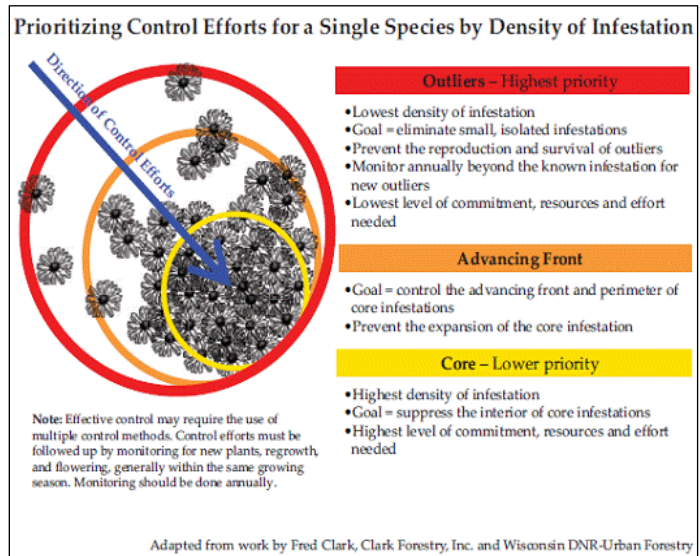 Prioritizing Control Efforts for a Single Species by Density of Infestation
Direction of Control Efforts
Outliers – Highest priority
•Lowest density of infestation
•Goal = eliminate small, isolated infestations
•Prevent the reproduction and survival of outliers
•Monitor annually beyond the known infestation for
new outliers
•Lowest level of commitment, resources and effort
needed
Advancing Front
•Goal = control the advancing front and perimeter of
core infestations
•Prevent the expansion of the core infestation
Core – Lower priority
•Highest density of infestation
•Goal = suppress the interior of core infestations
•Highest level of commitment, resources and effort
needed
Note: Effective control may require the use of
multiple control methods. Control efforts must be
followed up by monitoring for new plants, regrowth,
and flowering, generally within the same growing
season. Monitoring should be done annually.
Adapted from work by Fred Clark, Clark Forestry, Inc. and Wisconsin DNR-Urban Forestry